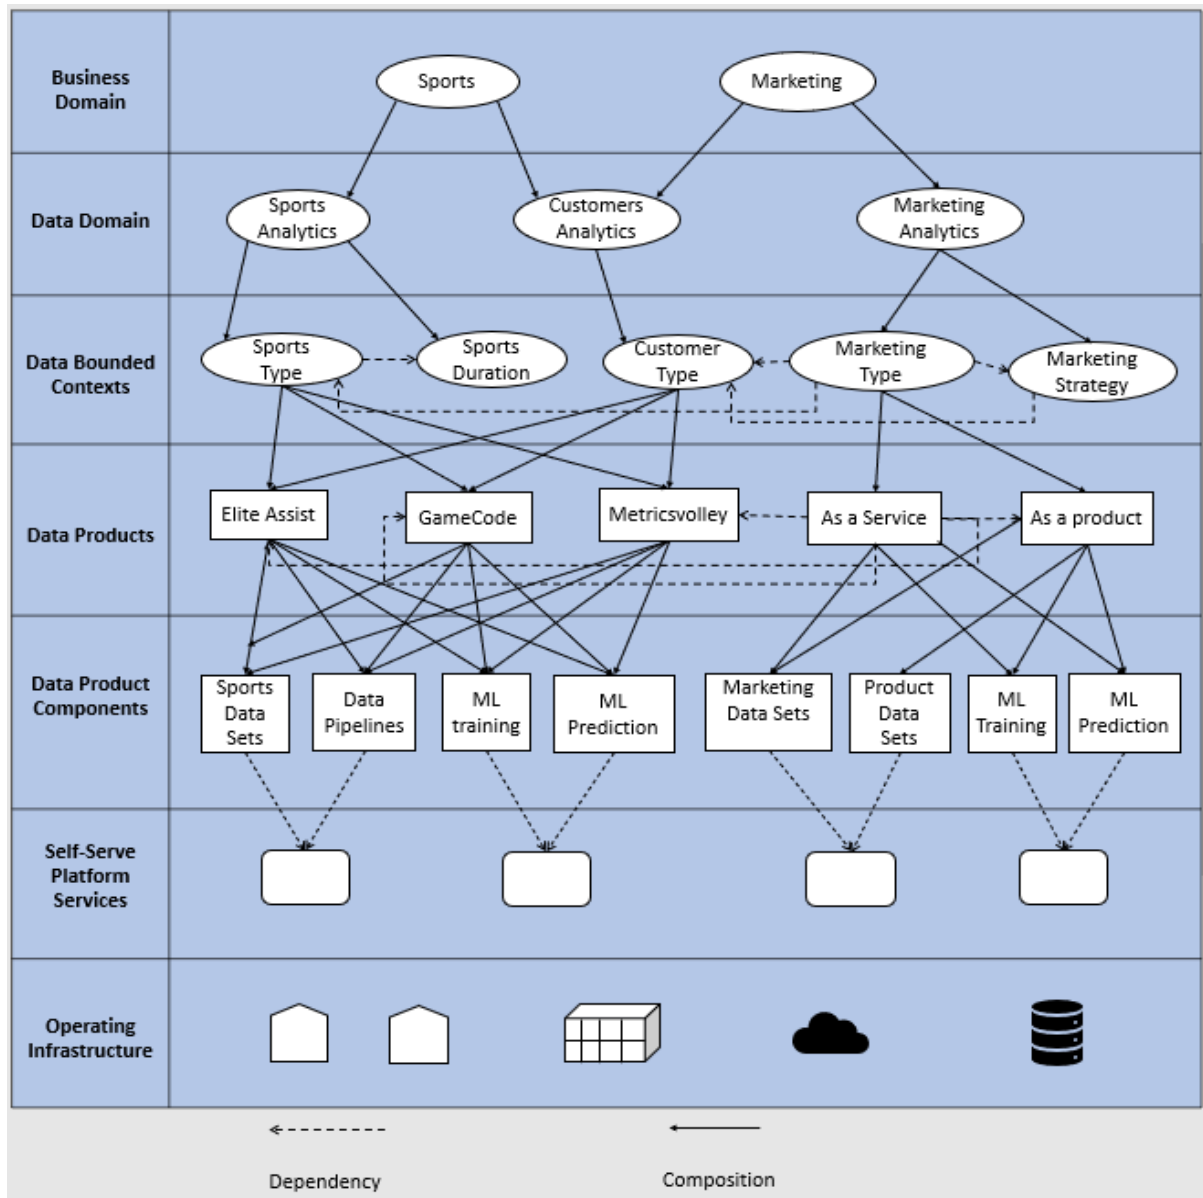 Business
Domain
Sports
Marketing
Data Domain
Sports
Analytics
Customers
Analytics
Marketing
Analytics
Data Bounded
Contexts
Sports
Type
Sports
Duration
Customer
Type
Marketing
Type
Marketing
Strategy
Data Products
Elite Assist
GameCode
Metricsvolley
As a Service
As a product
Data Product
Components
Sports
Data
Sets
Data
Pipelines
ML
training
ML
Prediction
Marketing
Data Sets
Product
Data
Sets
ML
Training
ML
Prediction
Self-Serve
Platform
Services
Operating
Infrastructure
Dependency
Composition